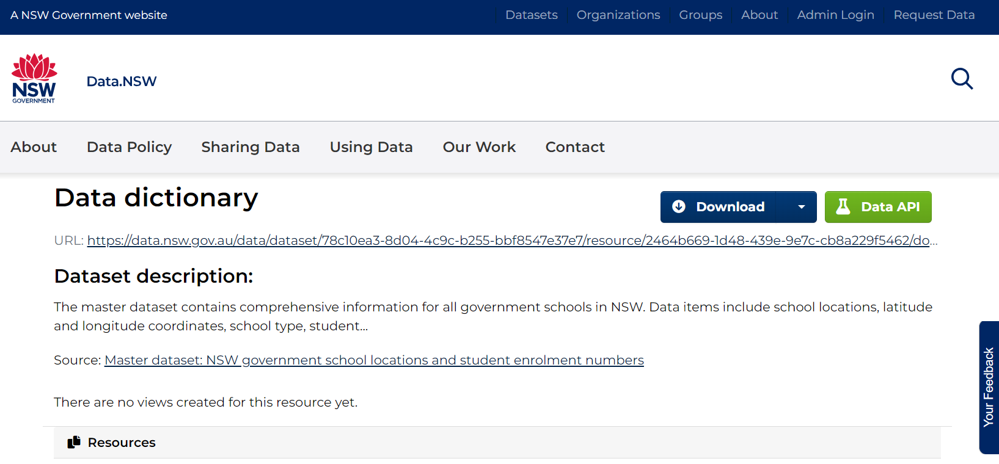 A NSW Government website
Datasets Organizations Groups About Admin Login Request Data
NSW
GOVERNMENT
Data.NSW
About Data Policy Sharing Data Using Data Our Work Contact
Data dictionary
Download Data API
URL: https://data.nsw.gov.au/data/dataset/78c10ea3-8d04-4c9c-b255-bbf8547e37e7/resource/2464b669-1d48-439e-9e7c-cb8a229f5462/do...
Dataset description:
The master dataset contains comprehensive information for all government schools in NSW. Data items include school locations, latitude
and longitude coordinates, school type, student...
Source: Master dataset: NSW government school locations and student enrolment numbers
Your Feedback
There are no views created for this resource yet.
Resources